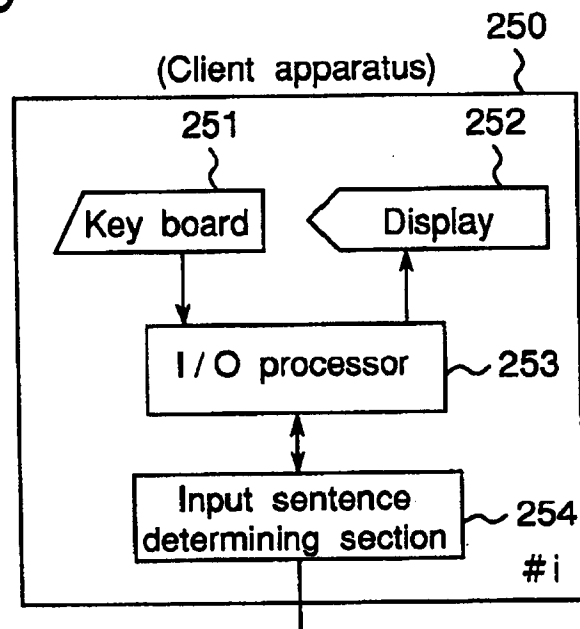 250
(Client apparatus)
251
252
Key board
Display
I/O processor
253
Input sentence
determining section
254
#i